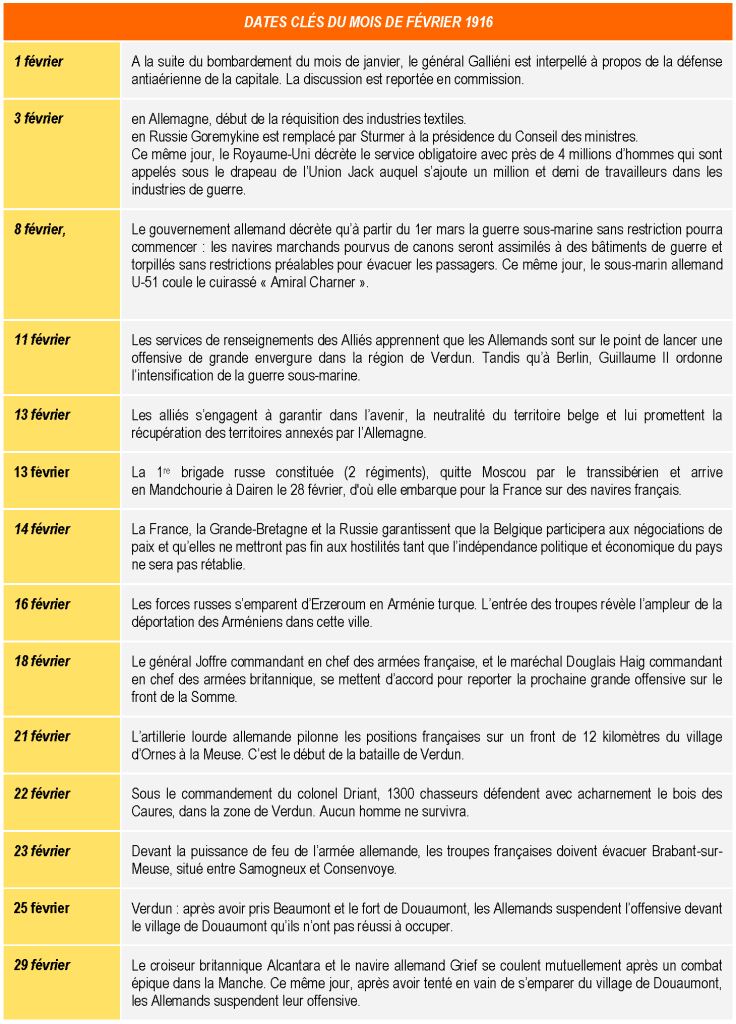 DATES CLÉS DU MOIS DE FÉVRIER 1916
1 février
A la suite du bombardement du mois de janvier, le général Galliéni est interpellé à propos de la défense
antiaérienne de la capitale. La discussion est reportée en commission.
3 février
en Allemagne, début de la réquisition des industries textiles.
en Russie Goremykine est remplacé par Sturmer à la présidence du Conseil des ministres.
Ce même jour, le Royaume-Uni décrète le service obligatoire avec près de 4 millions d'hommes qui sont
appelés sous le drapeau de l'Union Jack auquel s'ajoute un million et demi de travailleurs dans les
industries de guerre.
8 février,
Le gouvernement allemand décrète qu'à partir du 1er mars la guerre sous-marine sans restriction pourra
commencer : les navires marchands pourvus de canons seront assimilés à des bâtiments de guerre et
torpillés sans restrictions préalables pour évacuer les passagers. Ce même jour, le sous-marin allemand
U-51 coule le cuirassé « Amiral Charner ».
11 février
Les services de renseignements des Alliés apprennent que les Allemands sont sur le point de lancer une
offensive de grande envergure dans la région de Verdun. Tandis qu'à Berlin, Guillaume II ordonne
l'intensification de la guerre sous-marine.
13 février
Les alliés s'engagent à garantir dans l'avenir, la neutralité du territoire belge et lui promettent la
récupération des territoires annexés par l'Allemagne.
13 février
La 1re brigade russe constituée (2 régiments), quitte Moscou par le transsibérien et arrive
en Mandchourie à Dairen le 28 février, d'où elle embarque pour la France sur des navires français.
14 février
La France, la Grande-Bretagne et la Russie garantissent que la Belgique participera aux négociations de
paix et qu'elles ne mettront pas fin aux hostilités tant que l'indépendance politique et économique du pays
ne sera pas rétablie.
16 février
Les forces russes s'emparent d'Erzeroum en Arménie turque. L'entrée des troupes révèle l'ampleur de la
déportation des Arméniens dans cette ville.
18 février
Le général Joffre commandant en chef des armées française, et le maréchal Douglais Haig commandant
en chef des armées britannique, se mettent d'accord pour reporter la prochaine grande offensive sur le
front de la Somme.
21 février
L'artillerie lourde allemande pilonne les positions françaises sur un front de 12 kilomètres du village
d'Ornes à la Meuse. C'est le début de la bataille de Verdun.
22 février
Sous le commandement du colonel Driant, 1300 chasseurs défendent avec acharnement le bois des
Caures, dans la zone de Verdun. Aucun homme ne survivra.
23 février
Devant la puissance de feu de l'armée allemande, les troupes françaises doivent évacuer Brabant-sur-
Meuse, situé entre Samogneux et Consenvoye.
25 février
Verdun : après avoir pris Beaumont et le fort de Douaumont, les Allemands suspendent l'offensive devant
le village de Douaumont qu'ils n'ont pas réussi à occuper.
29 février
Le croiseur britannique Alcantara et le navire allemand Grief se coulent mutuellement après un combat
épique dans la Manche. Ce même jour, après avoir tenté en vain de s'emparer du village de Douaumont,
les Allemands suspendent leur offensive.